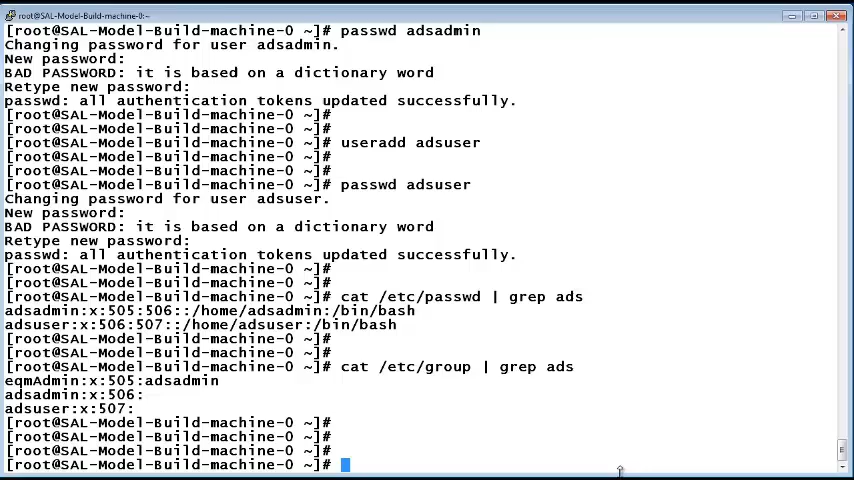 root@SAL-Model-Build-machine-0:~
[root@SAL-Model-Build-machine-0 ~]# passwd adsadmin
Changing password for user adsadmin.
New password:
BAD PASSWORD: it is based on a dictionary word
Retype new password:
passwd: all authentication tokens updated successfully.
[root@SAL-Model-Build-machine-0 ~]#
[root@SAL-Model-Build-machine-0 ~]#
[root@SAL-Model-Build-machine-0 ~]# useradd adsuser
[root@SAL-Model-Build-machine-0 ~]#
[root@SAL-Model-Build-machine-0 ~]#
[root@SAL-Model-Build-machine-0 ~]# passwd adsuser
Changing password for user adsuser.
New password:
BAD PASSWORD: it is based on a dictionary word
Retype new password:
passwd: all authentication tokens updated successfully.
[root@SAL-Model-Build-machine-0 ~]#
[root@SAL-Model-Build-machine-0 ~]#
[root@SAL-Model-Build-machine-0 ~]# cat /etc/passwd | grep ads
adsadmin:x:505:506::/home/adsadmin:/bin/bash
adsuser:x:506:507::/home/adsuser:/bin/bash
[root@SAL-Model-Build-machine-0 ~]#
[root@SAL-Model-Build-machine-0 ~]#
[root@SAL-Model-Build-machine-0 ~]# cat /etc/group | grep ads
eqmAdmin:x:505:adsadmin
adsadmin:x:506:
adsuser:x:507:
[root@SAL-Model-Build-machine-0 ~]#
[root@SAL-Model-Build-machine-0 ~]#
[root@SAL-Model-Build-machine-0 ~]#
[root@SAL-Model-Build-machine-0 ~]#